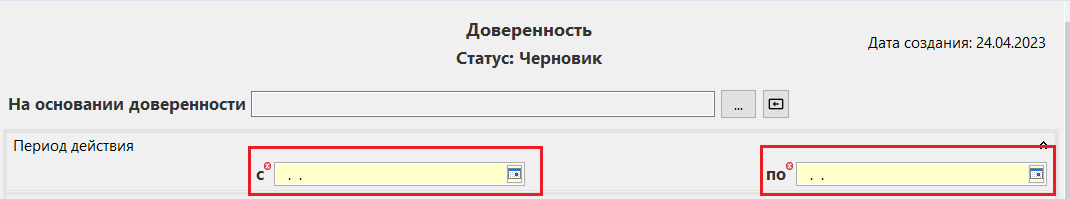 Доверенность
Статус: Черновик
Дата создания: 24.04.2023
На основании доверенности
...
Период действия
с . .
по . .